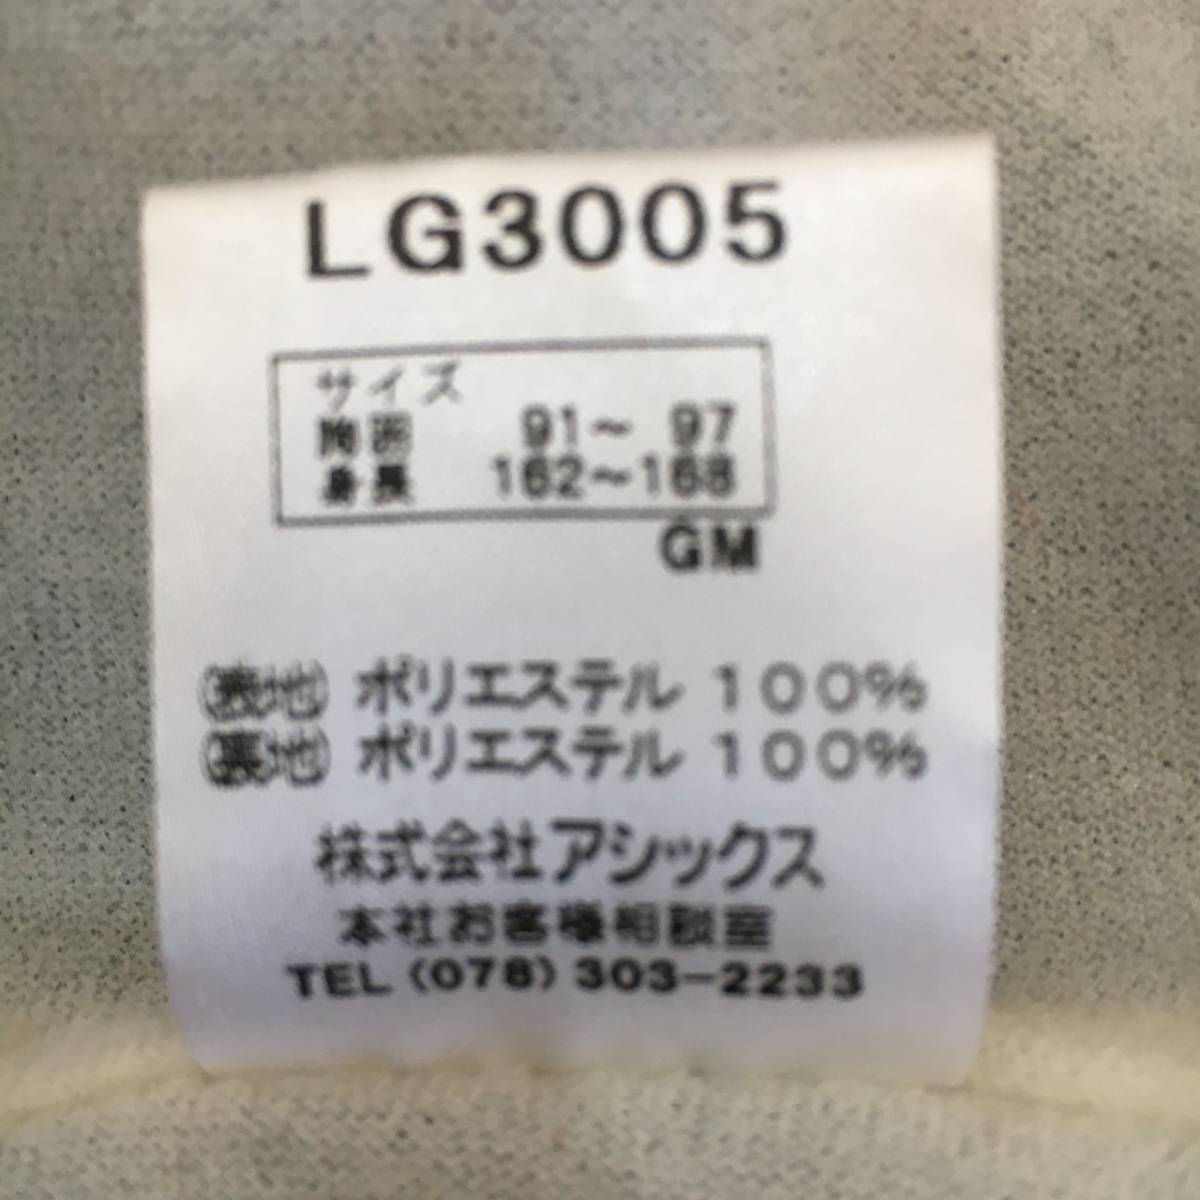 LG3005
サイズ
胸囲 91～ 97
身長 162～168
GM
(表地) ポリエステル 100%
(裏地) ポリエステル 100%
株式会社アシックス
本社お客様相談室
TEL (078) 303-2233